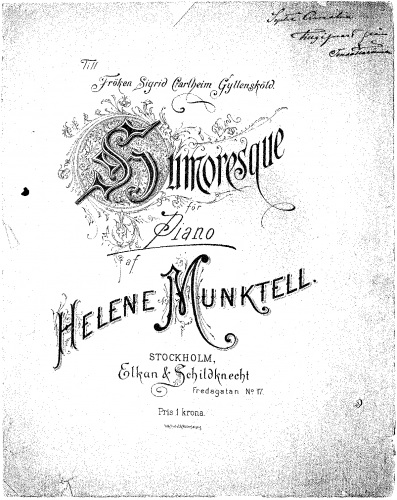 Till
Fröken Sigrid Carlheim Gyllensköld.
Humoresque
för
Piano
af
HELENE MUNKTELL.
STOCKHOLM,
Elkan & Schildknecht
Fredsgatan No 17.
Pris 1 krona.